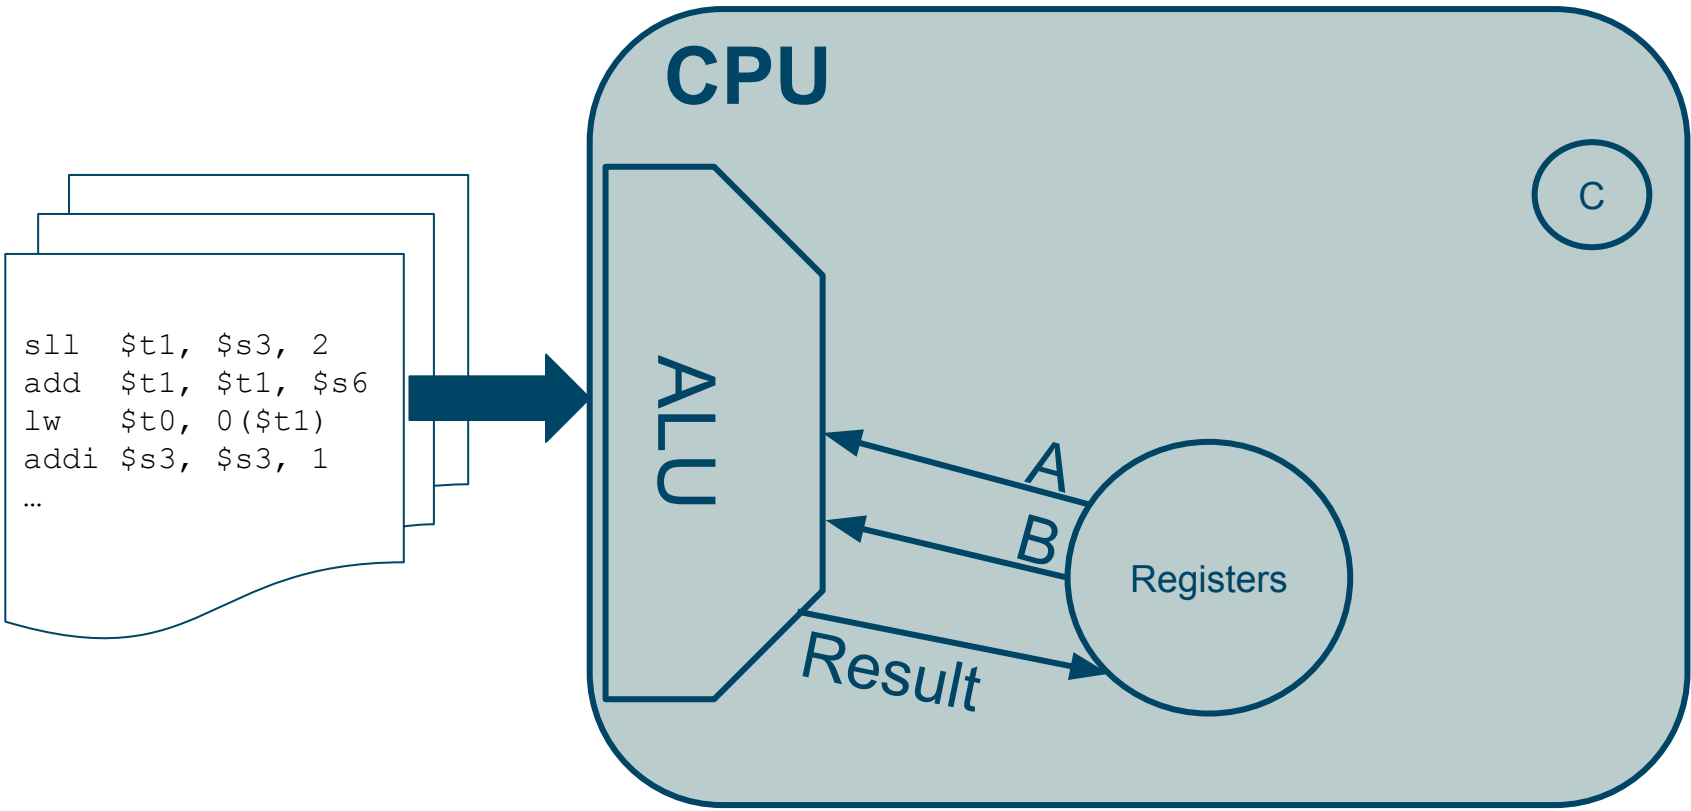 CPU
C
sll  $t1, $s3, 2
add  $t1, $t1, $s6
lw   $t0, 0($t1)
addi $s3, $s3, 1
…
ALU
A
B
Registers
Result